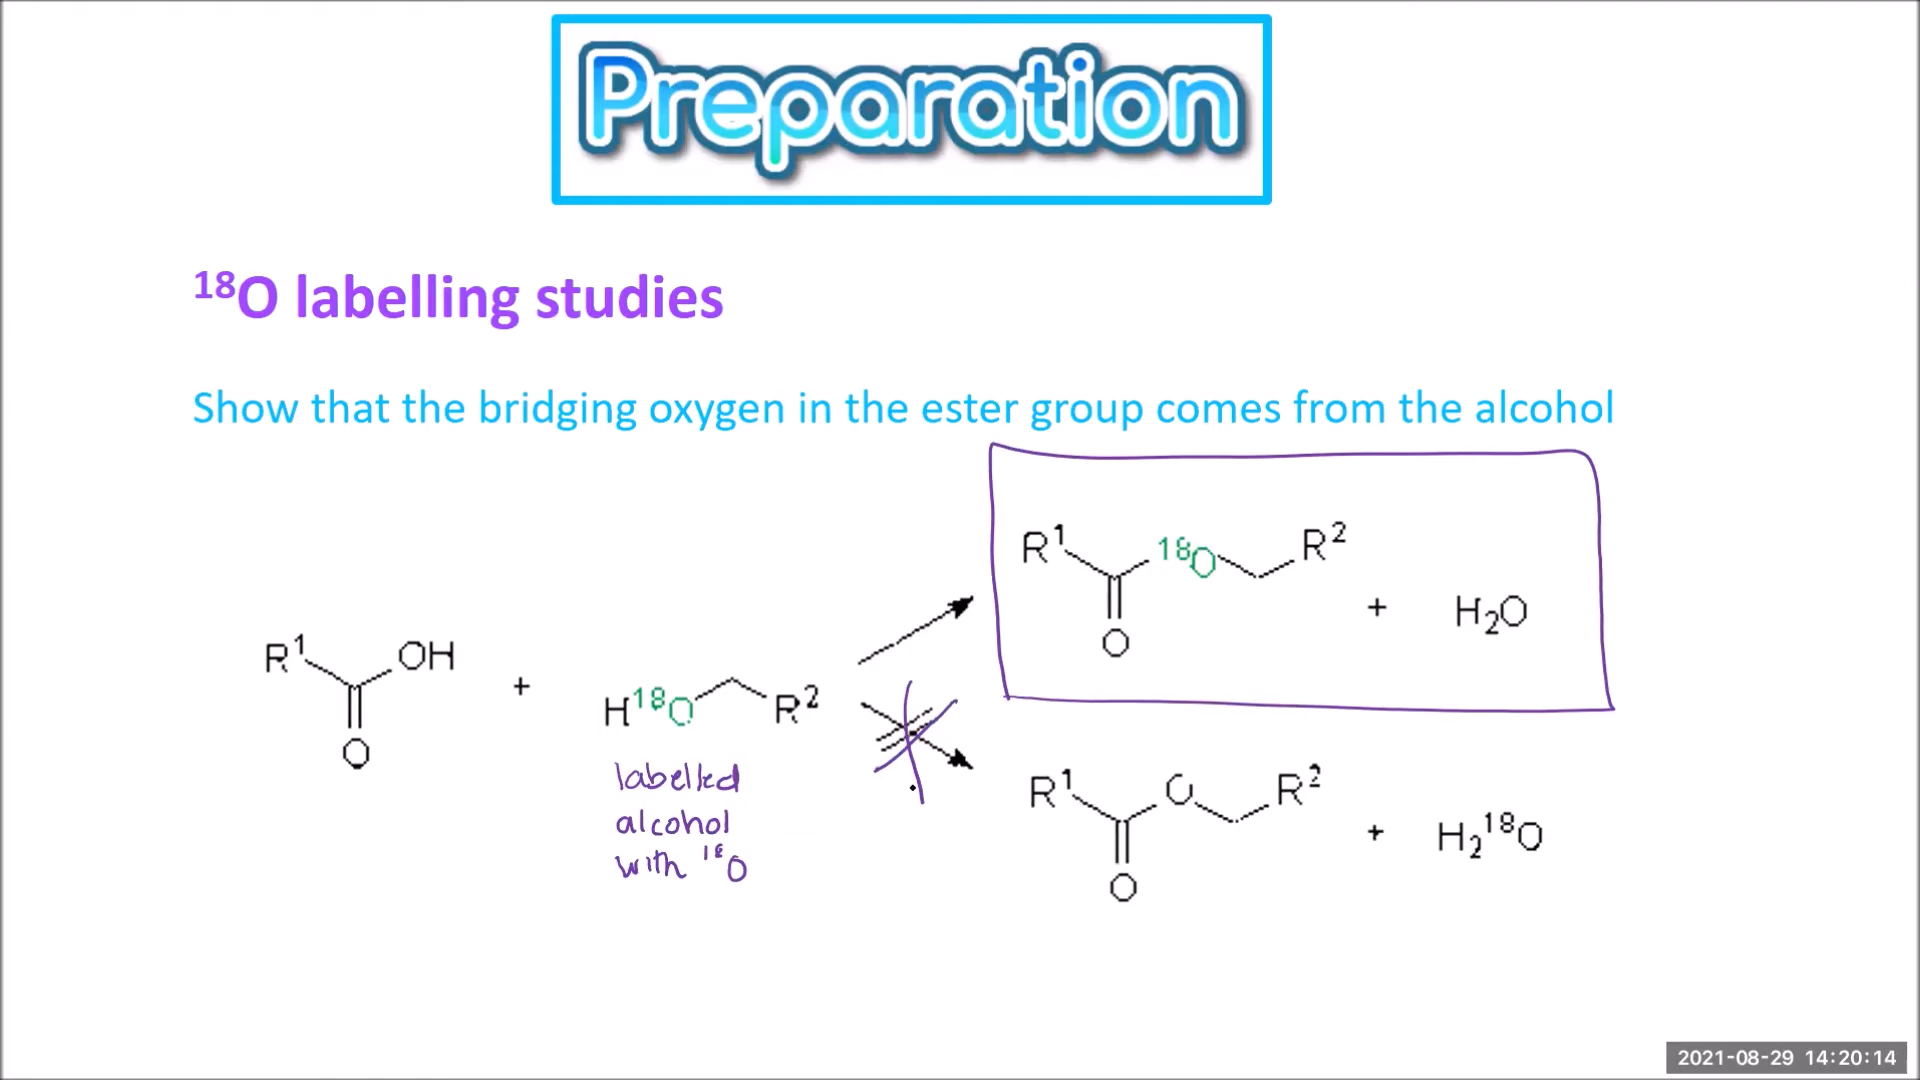 Preparation
¹⁸O labelling studies
Show that the bridging oxygen in the ester group comes from the alcohol
R¹ ¹⁸O R²
O
+ H₂O
R¹ OH
O
+
H¹⁸O R²
labelled
alcohol
with ¹⁸O
R¹ O R²
O
+ H₂¹⁸O
2021-08-29 14:20:14